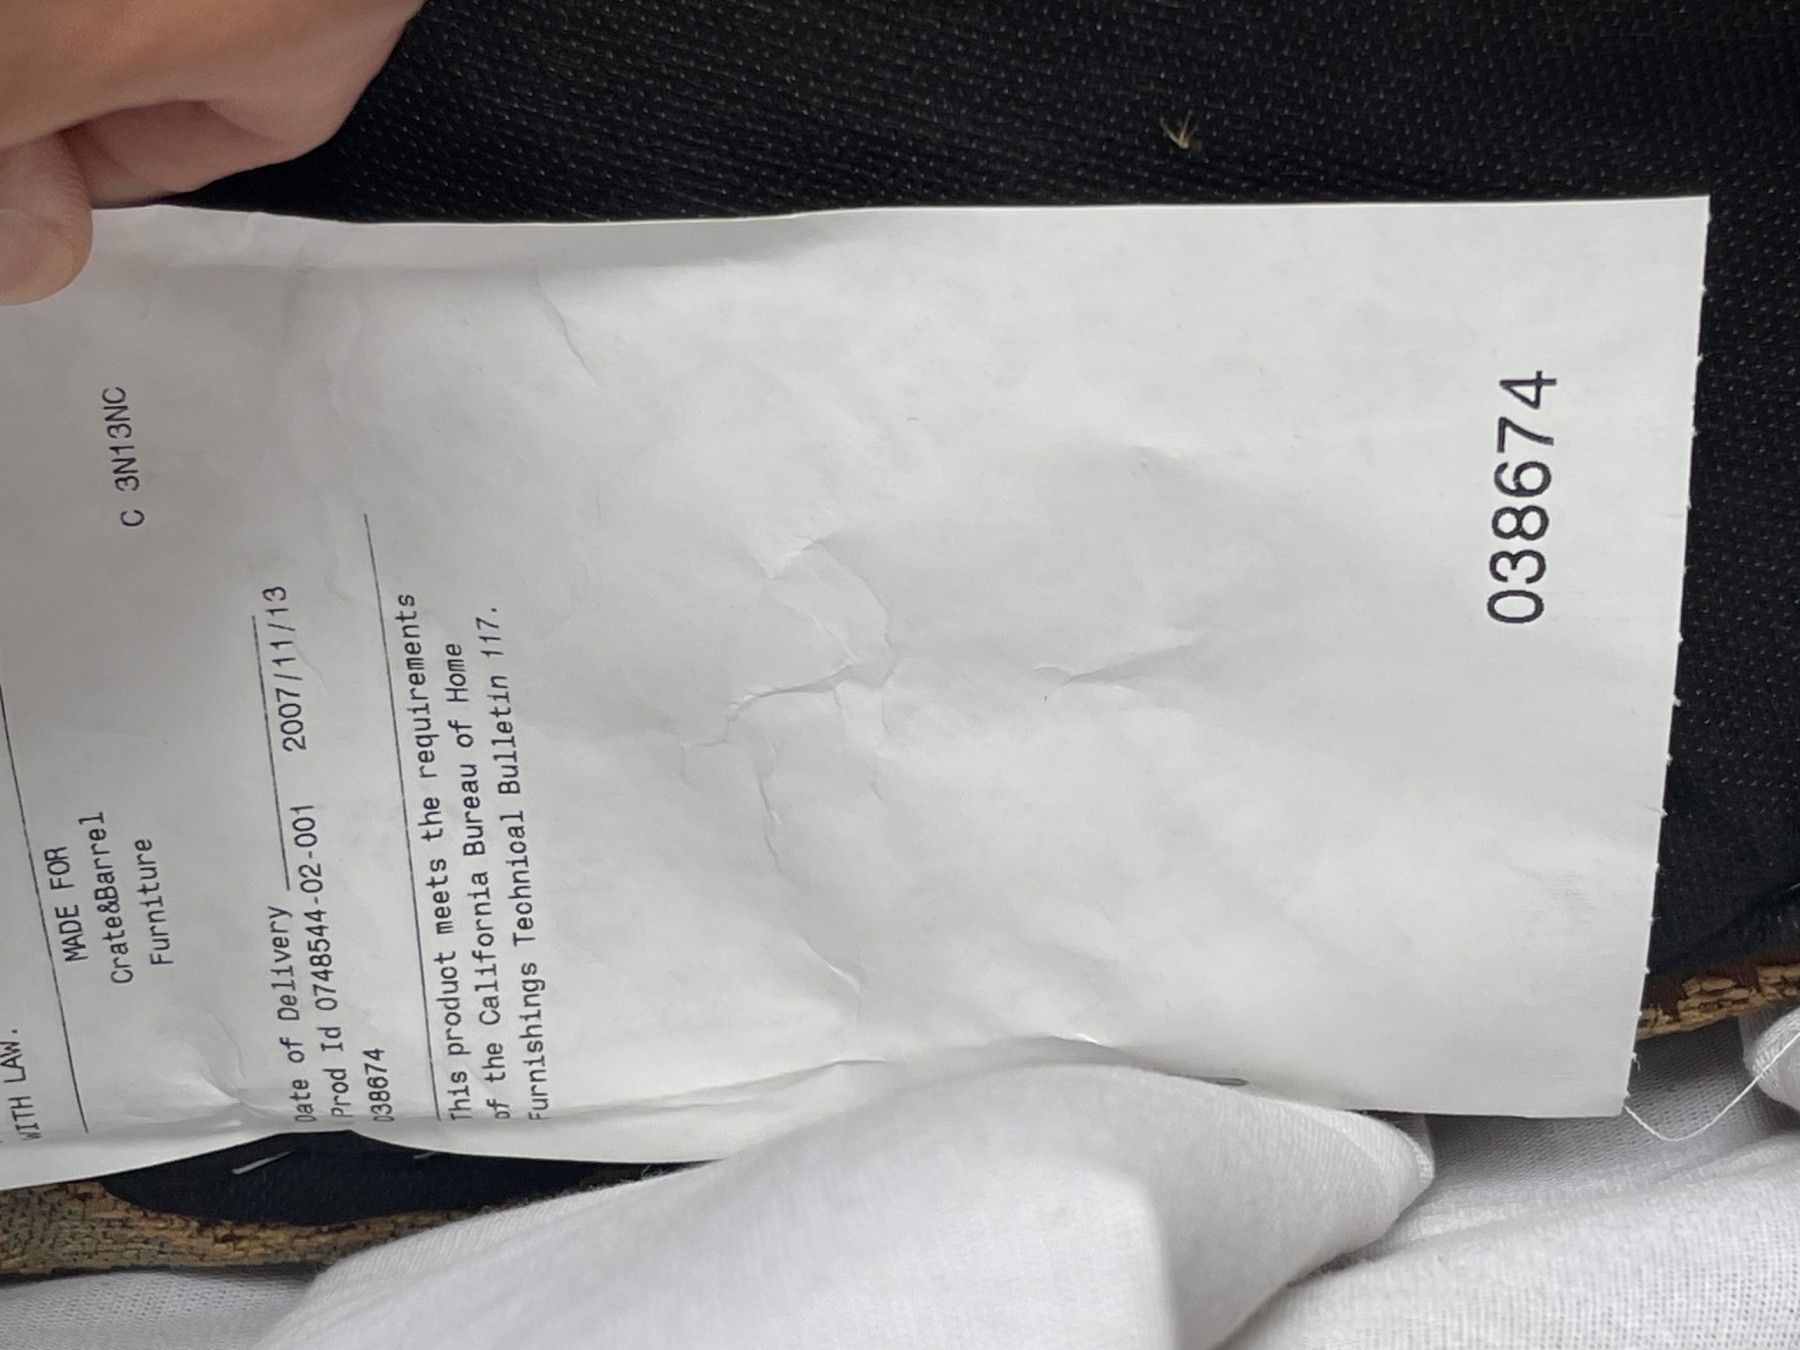 WITH LAW.
MADE FOR
Crate&Barrel
Furniture
C 3N13NC
Date of Delivery
Prod Id 0748544-02-001 2007/11/13
038674
This product meets the requirements
of the California Bureau of Home
Furnishings Technical Bulletin 117.
038674